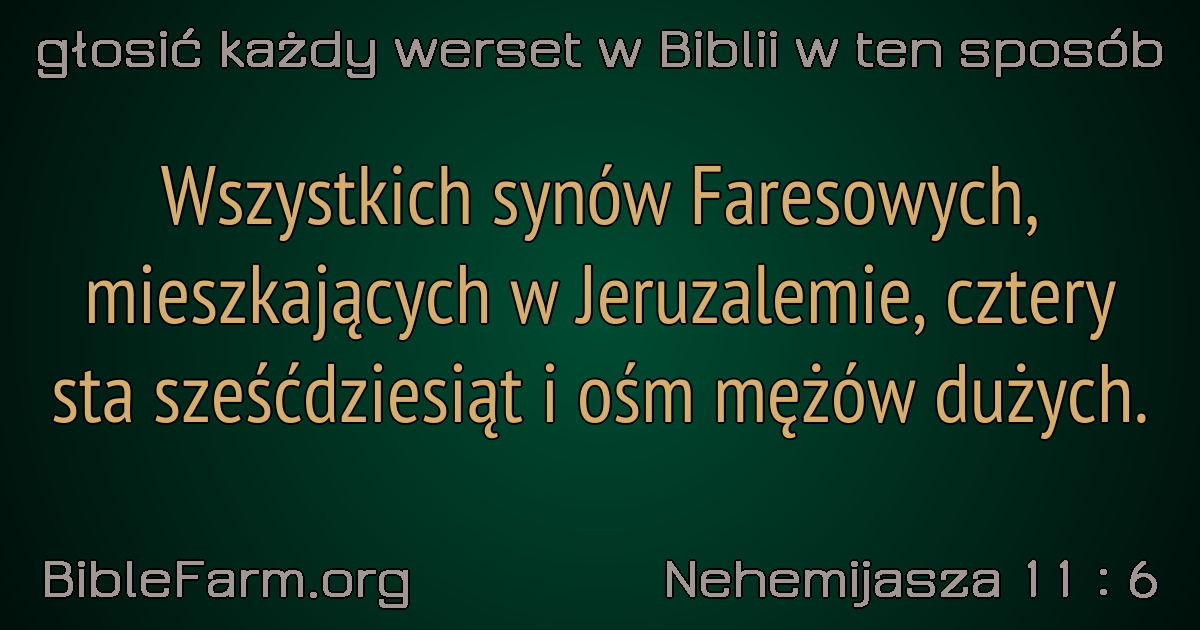 głosić każdy werset w Biblii w ten sposób
Wszystkich synów Faresowych,
mieszkających w Jeruzalemie, cztery
sta sześćdziesiąt i ośm mężów dużych.
BibleFarm.org
Nehemijasza 11 : 6